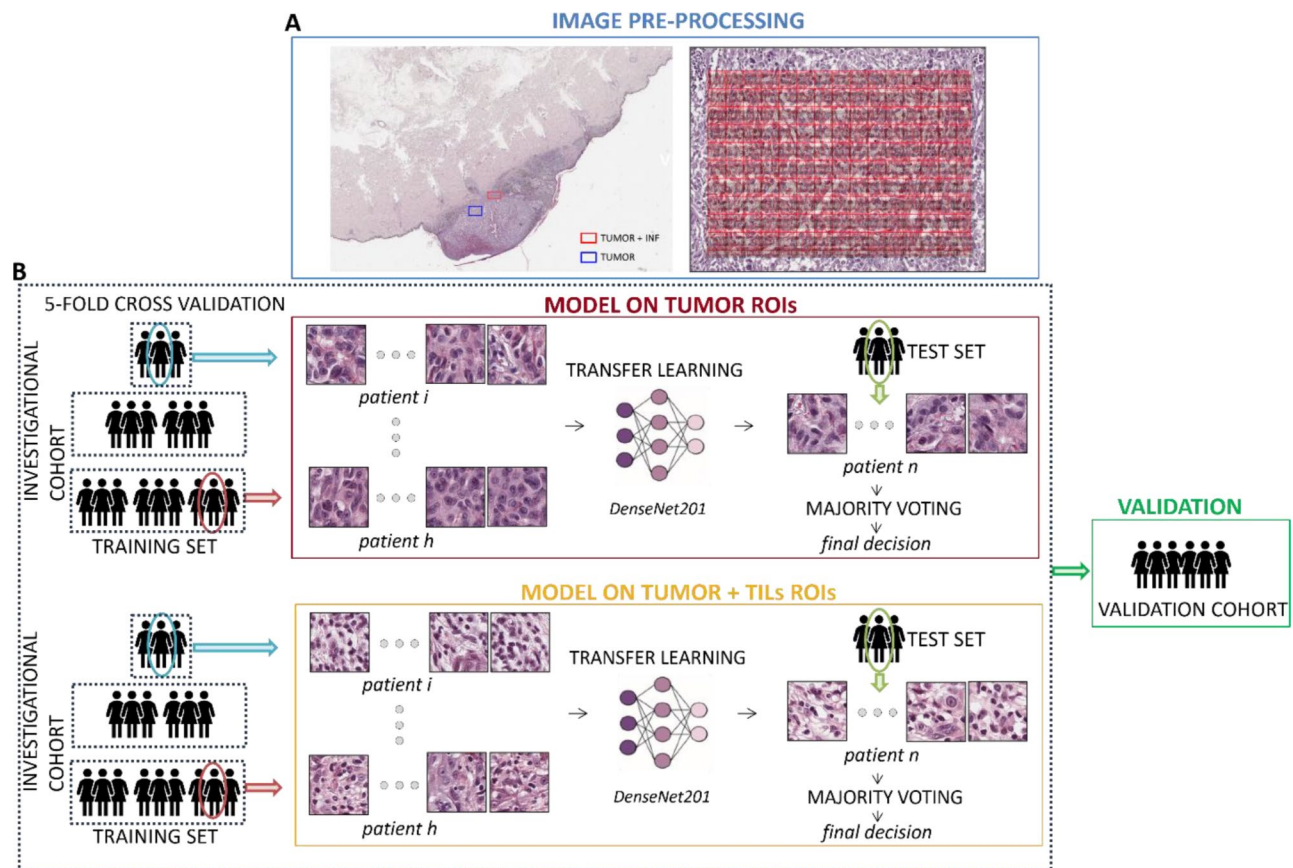 A
IMAGE PRE-PROCESSING
V
TUMOR + INF
TUMOR
B
5-FOLD CROSS VALIDATION
INVESTIGATIONAL
COHORT
TRAINING SET
MODEL ON TUMOR ROIs
patient i
patient h
TRANSFER LEARNING
DenseNet201
TEST SET
patient n
MAJORITY VOTING
final decision
INVESTIGATIONAL
COHORT
TRAINING SET
MODEL ON TUMOR + TILs ROIs
patient i
patient h
TRANSFER LEARNING
DenseNet201
TEST SET
patient n
MAJORITY VOTING
final decision
VALIDATION
VALIDATION COHORT